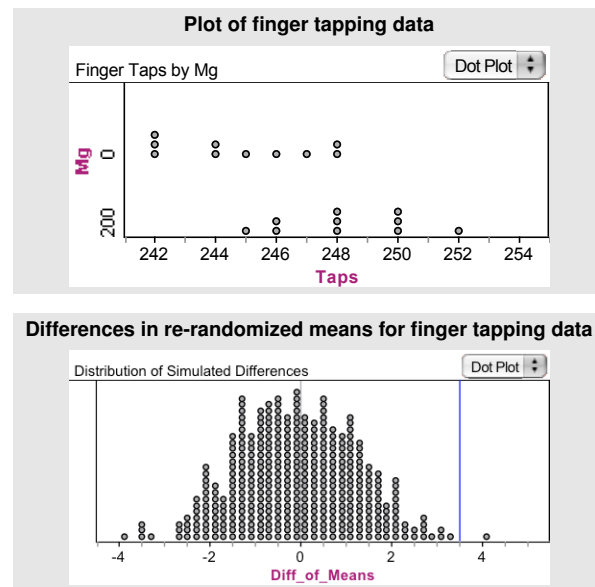 Plot of finger tapping data
Finger Taps by Mg
Dot Plot
Mg
0
200
242 244 246 248 250 252 254
Taps
Differences in re-randomized means for finger tapping data
Distribution of Simulated Differences
Dot Plot
-4 -2 0 2 4
Diff_of_Means